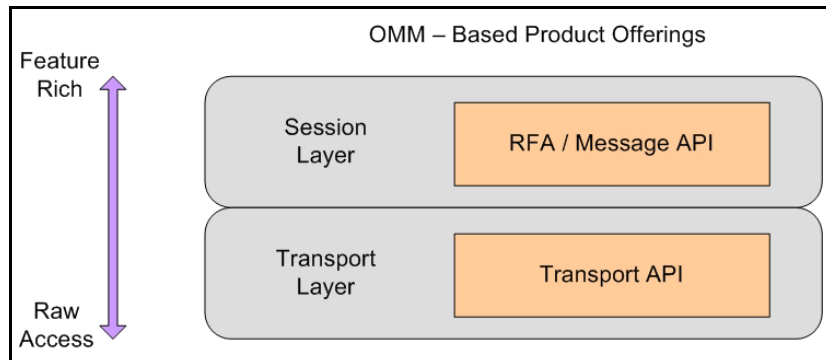 OMM – Based Product Offerings
Feature
Rich
Session
Layer
RFA / Message API
Transport
Layer
Transport API
Raw
Access